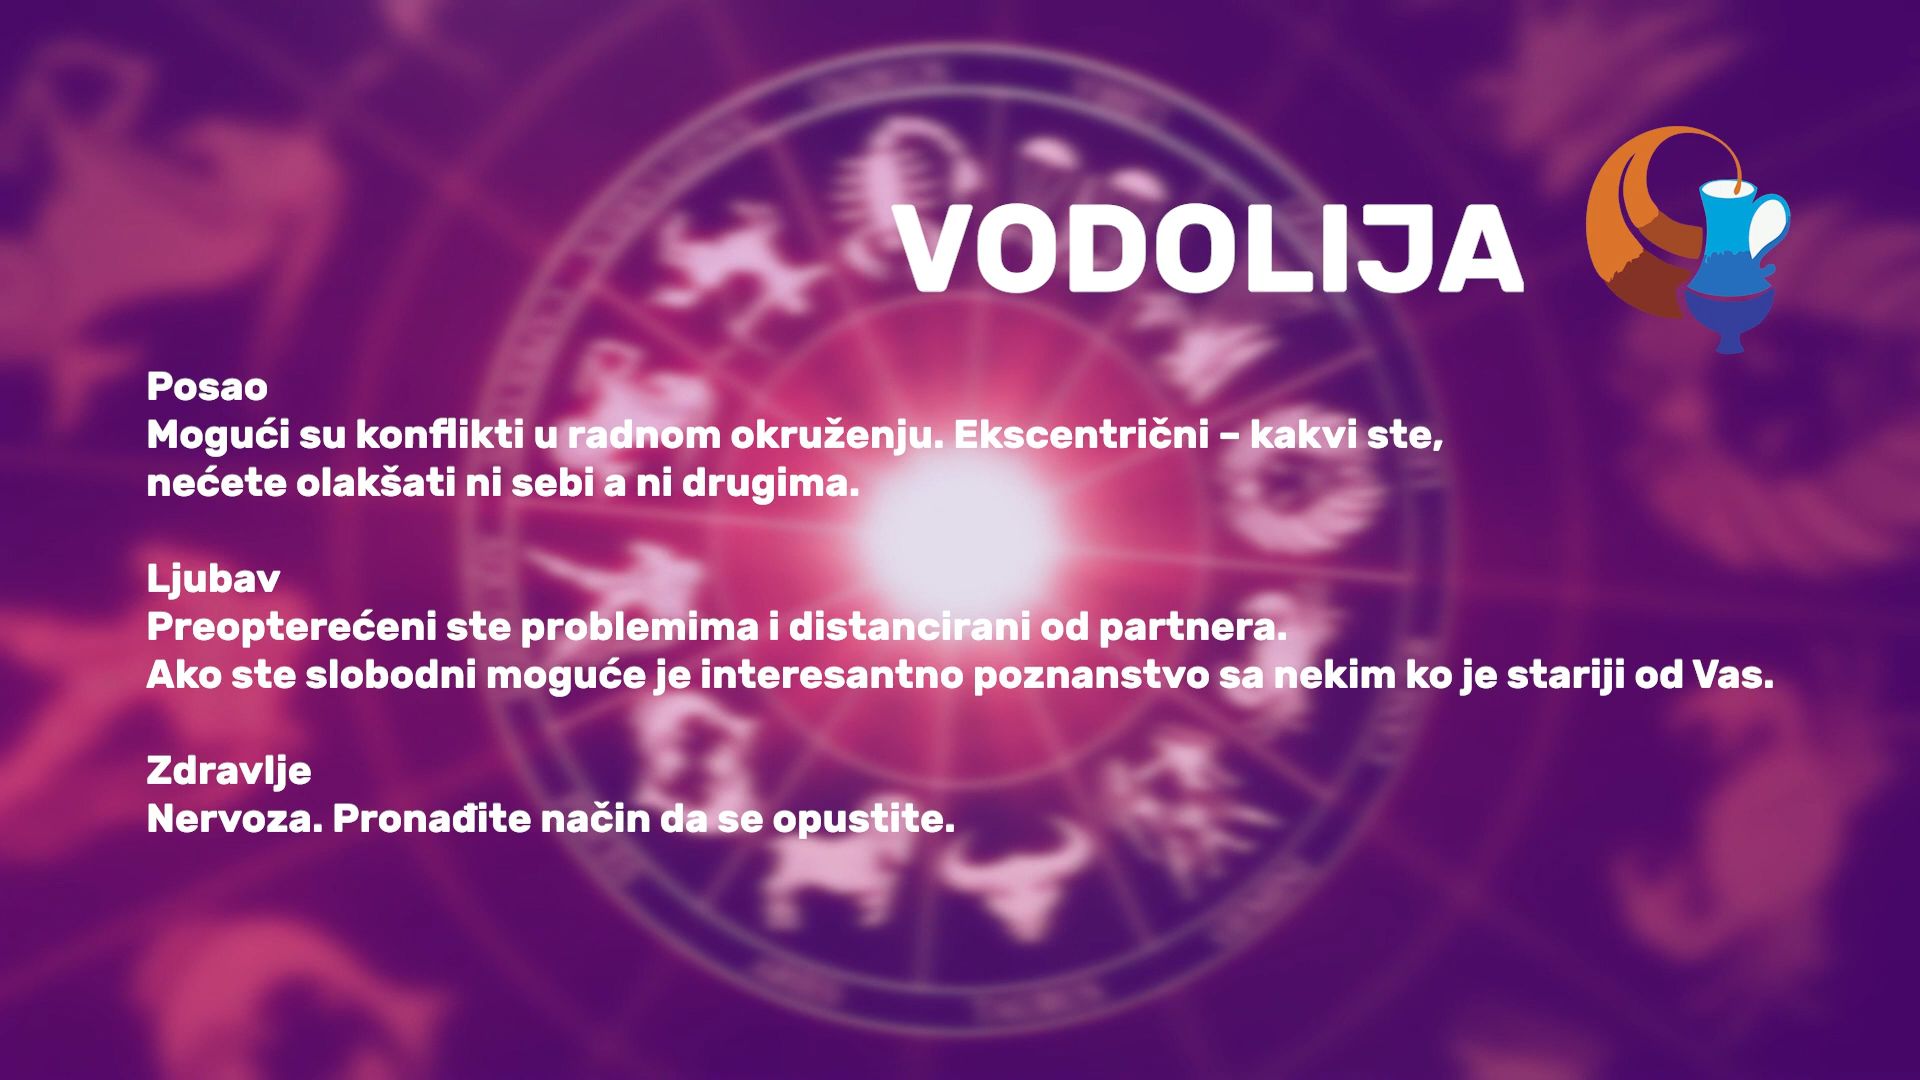 VODOLIJA
Posao
Mogući su konflikti u radnom okruženju. Ekscentrični – kakvi ste,
nećete olakšati ni sebi a ni drugima.
Ljubav
Preopterećeni ste problemima i distancirani od partnera.
Ako ste slobodni moguće je interesantno poznanstvo sa nekim ko je stariji od Vas.
Zdravlje
Nervoza. Pronađite način da se opustite.